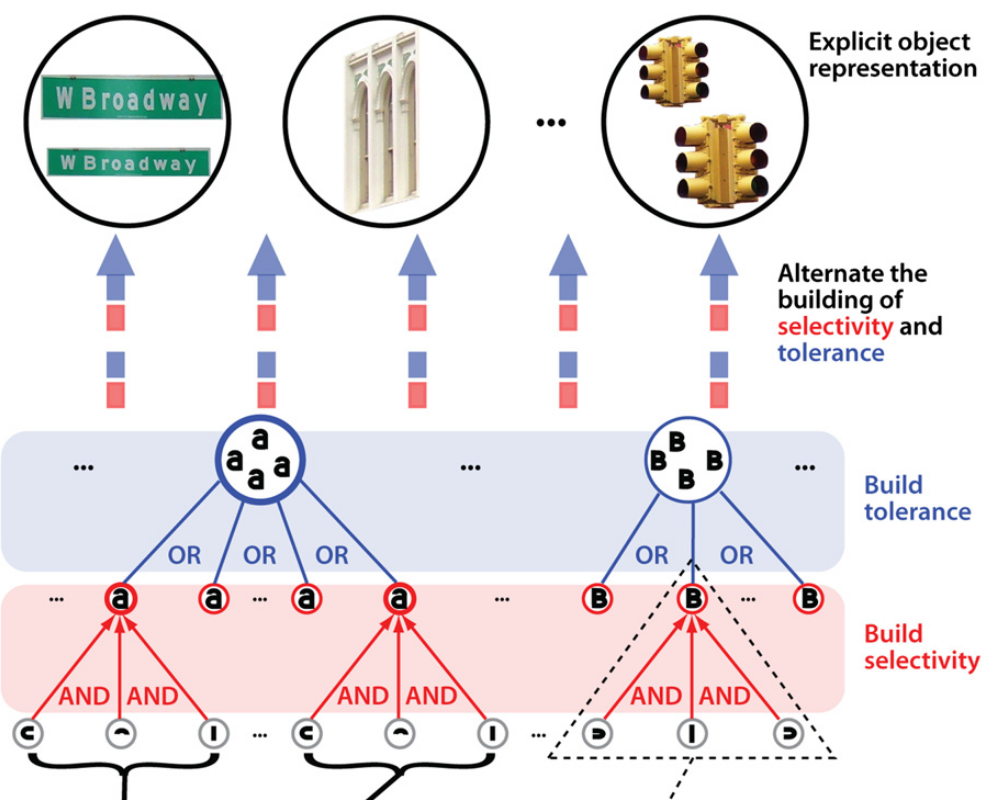 Explicit object
representation
W Broadway
W Broadway
...
Alternate the
building of
selectivity and
tolerance
a
a a
a
B
B B
B
... ... ...
Build
tolerance
OR OR OR OR OR
... a a ... a a ... B B ... B
Build
selectivity
AND AND AND AND AND AND
... ...